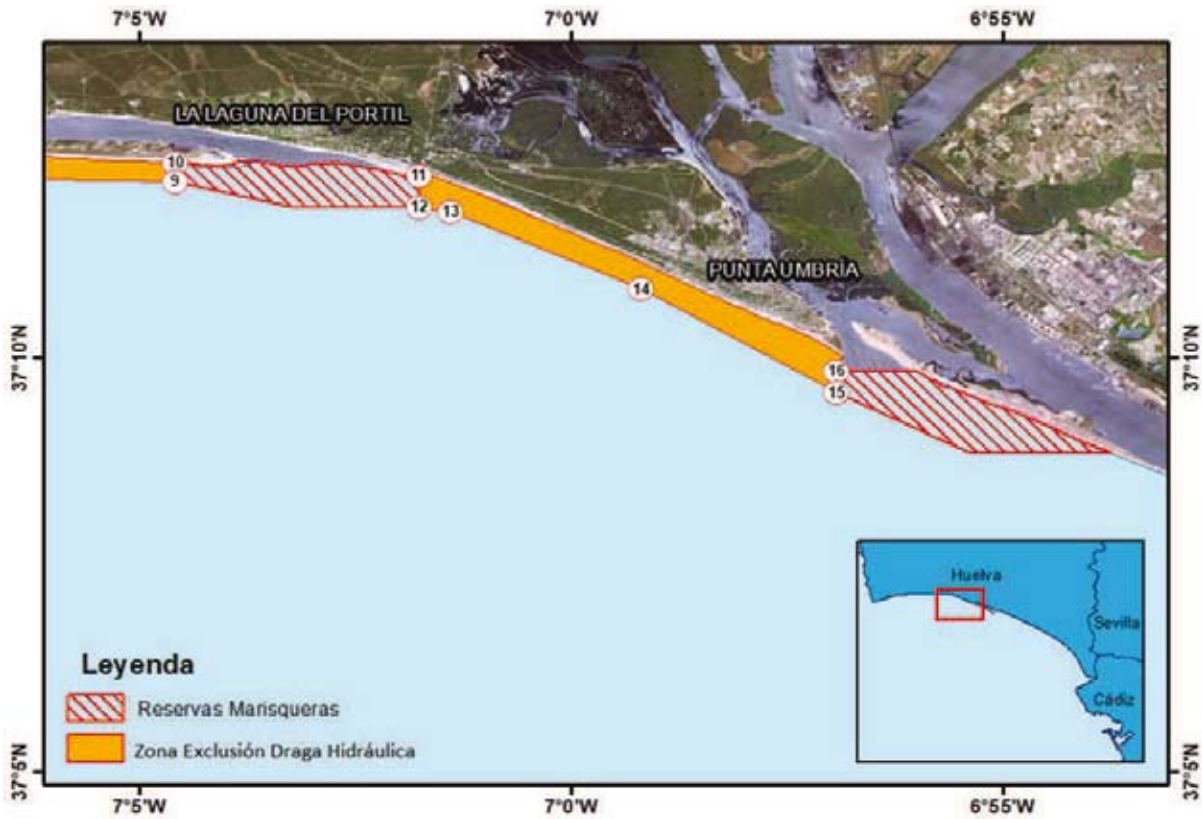 7°5'W
7°0'W
6°55'W
LA LAGUNA DEL PORTIL
10
9
11
12
13
PUNTA UMBRÍA
14
37°10'N
37°10'N
16
15
Huelva
Sevilla
Cádiz
Leyenda
Reservas Marisqueras
Zona Exclusión Draga Hidráulica
37°5'N
37°5'N
7°5'W
7°0'W
6°55'W